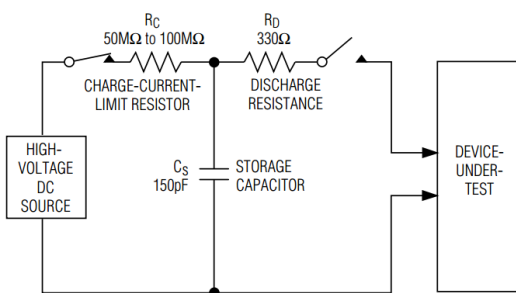 RC
50MΩ to 100MΩ
CHARGE-CURRENT-
LIMIT RESISTOR
RD
330Ω
DISCHARGE
RESISTANCE
HIGH-
VOLTAGE
DC
SOURCE
CS
150pF
STORAGE
CAPACITOR
DEVICE-
UNDER-
TEST